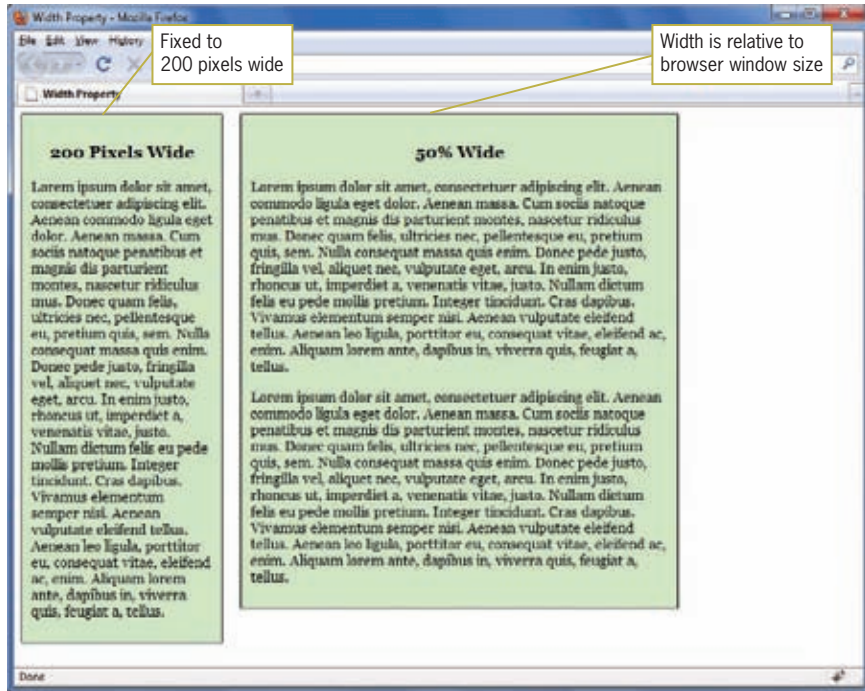 Width Property - Mozilla Firefox
File Edit View History
Fixed to
200 pixels wide
Width is relative to
browser window size
Width Property
200 Pixels Wide
Lorem ipsum dolor sit amet,
consectetuer adipiscing elit.
Aenean commodo ligula eget
dolor. Aenean massa. Cum
sociis natoque penatibus et
magnis dis parturient
montes, nascetur ridiculus
mus. Donec quam felis,
ultricies nec, pellentesque
eu, pretium quis, sem. Nulla
consequat massa quis enim.
Donec pede justo, fringilla
vel, aliquet nec, vulputate
eget, arcu. In enim justo,
rhoncus ut, imperdiet a,
venenatis vitae, justo.
Nullam dictum felis eu pede
mollis pretium. Integer
tincidunt. Cras dapibus.
Vivamus elementum
semper nisi. Aenean
vulputate eleifend tellus.
Aenean leo ligula, porttitor
eu, consequat vitae, eleifend
ac, enim. Aliquam lorem
ante, dapibus in, viverra
quis, feugiat a, tellus.
50% Wide
Lorem ipsum dolor sit amet, consectetuer adipiscing elit. Aenean
commodo ligula eget dolor. Aenean massa. Cum sociis natoque
penatibus et magnis dis parturient montes, nascetur ridiculus
mus. Donec quam felis, ultricies nec, pellentesque eu, pretium
quis, sem. Nulla consequat massa quis enim. Donec pede justo,
fringilla vel, aliquet nec, vulputate eget, arcu. In enim justo,
rhoncus ut, imperdiet a, venenatis vitae, justo. Nullam dictum
felis eu pede mollis pretium. Integer tincidunt. Cras dapibus.
Vivamus elementum semper nisi. Aenean vulputate eleifend
tellus. Aenean leo ligula, porttitor eu, consequat vitae, eleifend ac,
enim. Aliquam lorem ante, dapibus in, viverra quis, feugiat a,
tellus.
Lorem ipsum dolor sit amet, consectetuer adipiscing elit. Aenean
commodo ligula eget dolor. Aenean massa. Cum sociis natoque
penatibus et magnis dis parturient montes, nascetur ridiculus
mus. Donec quam felis, ultricies nec, pellentesque eu, pretium
quis, sem. Nulla consequat massa quis enim. Donec pede justo,
fringilla vel, aliquet nec, vulputate eget, arcu. In enim justo,
rhoncus ut, imperdiet a, venenatis vitae, justo. Nullam dictum
felis eu pede mollis pretium. Integer tincidunt. Cras dapibus.
Vivamus elementum semper nisi. Aenean vulputate eleifend
tellus. Aenean leo ligula, porttitor eu, consequat vitae, eleifend ac,
enim. Aliquam lorem ante, dapibus in, viverra quis, feugiat a,
tellus.
Done